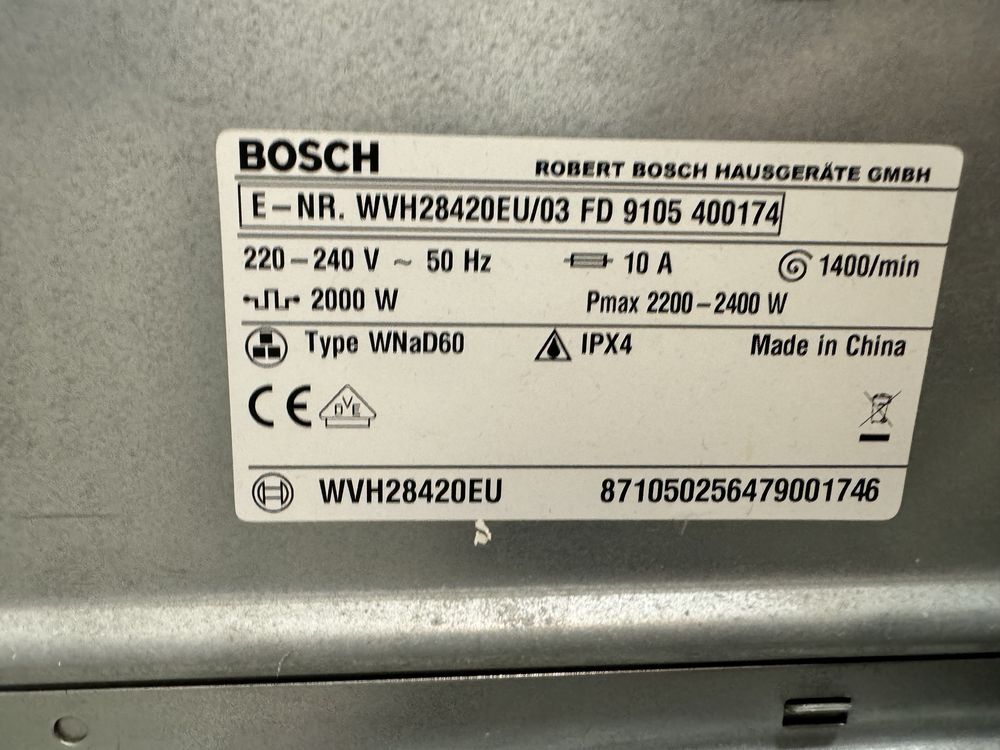 BOSCH
ROBERT BOSCH HAUSGERÄTE GMBH
E-NR. WVH28420EU/03 FD 9105 400174
220-240 V ~ 50 Hz 10 A 1400/min
2000 W Pmax 2200-2400 W
Type WNaD60 IPX4 Made in China
CE DVE
WVH28420EU 871050256479001746